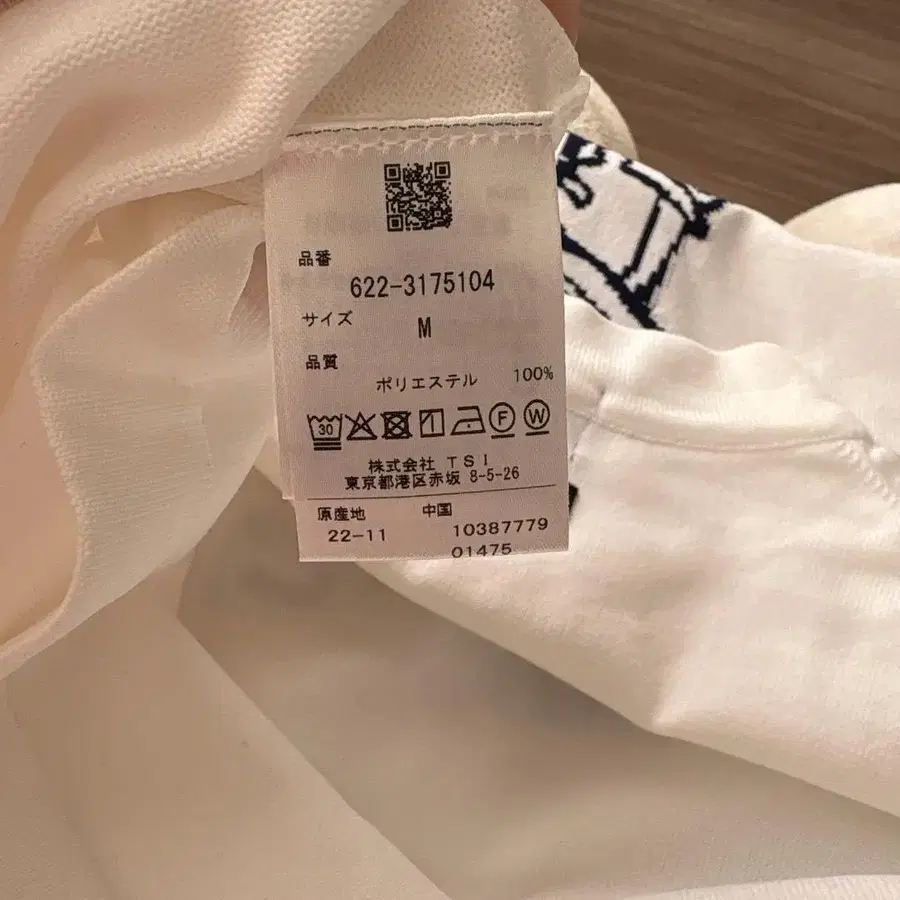 品番
622-3175104
サイズ
M
品質
ポリエステル 100%
30
F W
株式会社 TSI
東京都港区赤坂 8-5-26
原産地 中国
22-11 10387779
01475